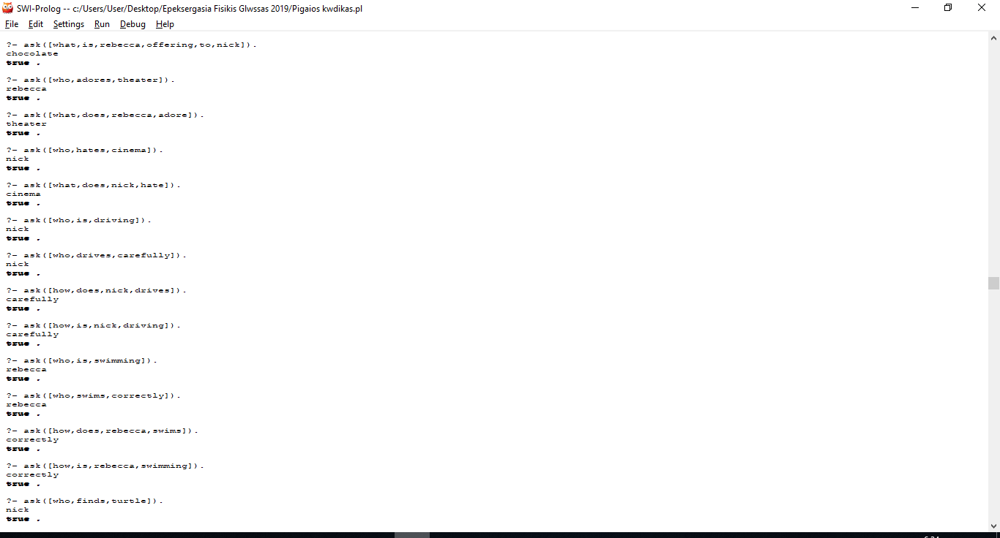 SWI-Prolog -- c:/Users/User/Desktop/Epeksergasia Fisikis Glwssas 2019/Pigaios kwdikas.pl
File Edit Settings Run Debug Help
?- ask([what,is,rebecca,offering,to,nick]).
chocolate
true .
?- ask([who,adores,theater]).
rebecca
true .
?- ask([what,does,rebecca,adore]).
theater
true .
?- ask([who,hates,cinema]).
nick
true .
?- ask([what,does,nick,hate]).
cinema
true .
?- ask([who,is,driving]).
nick
true .
?- ask([who,drives,carefully]).
nick
true .
?- ask([how,does,nick,drives]).
carefully
true .
?- ask([how,is,nick,driving]).
carefully
true .
?- ask([who,is,swimming]).
rebecca
true .
?- ask([who,swims,correctly]).
rebecca
true .
?- ask([how,does,rebecca,swims]).
correctly
true .
?- ask([how,is,rebecca,swimming]).
correctly
true .
?- ask([who,finds,turtle]).
nick
true .